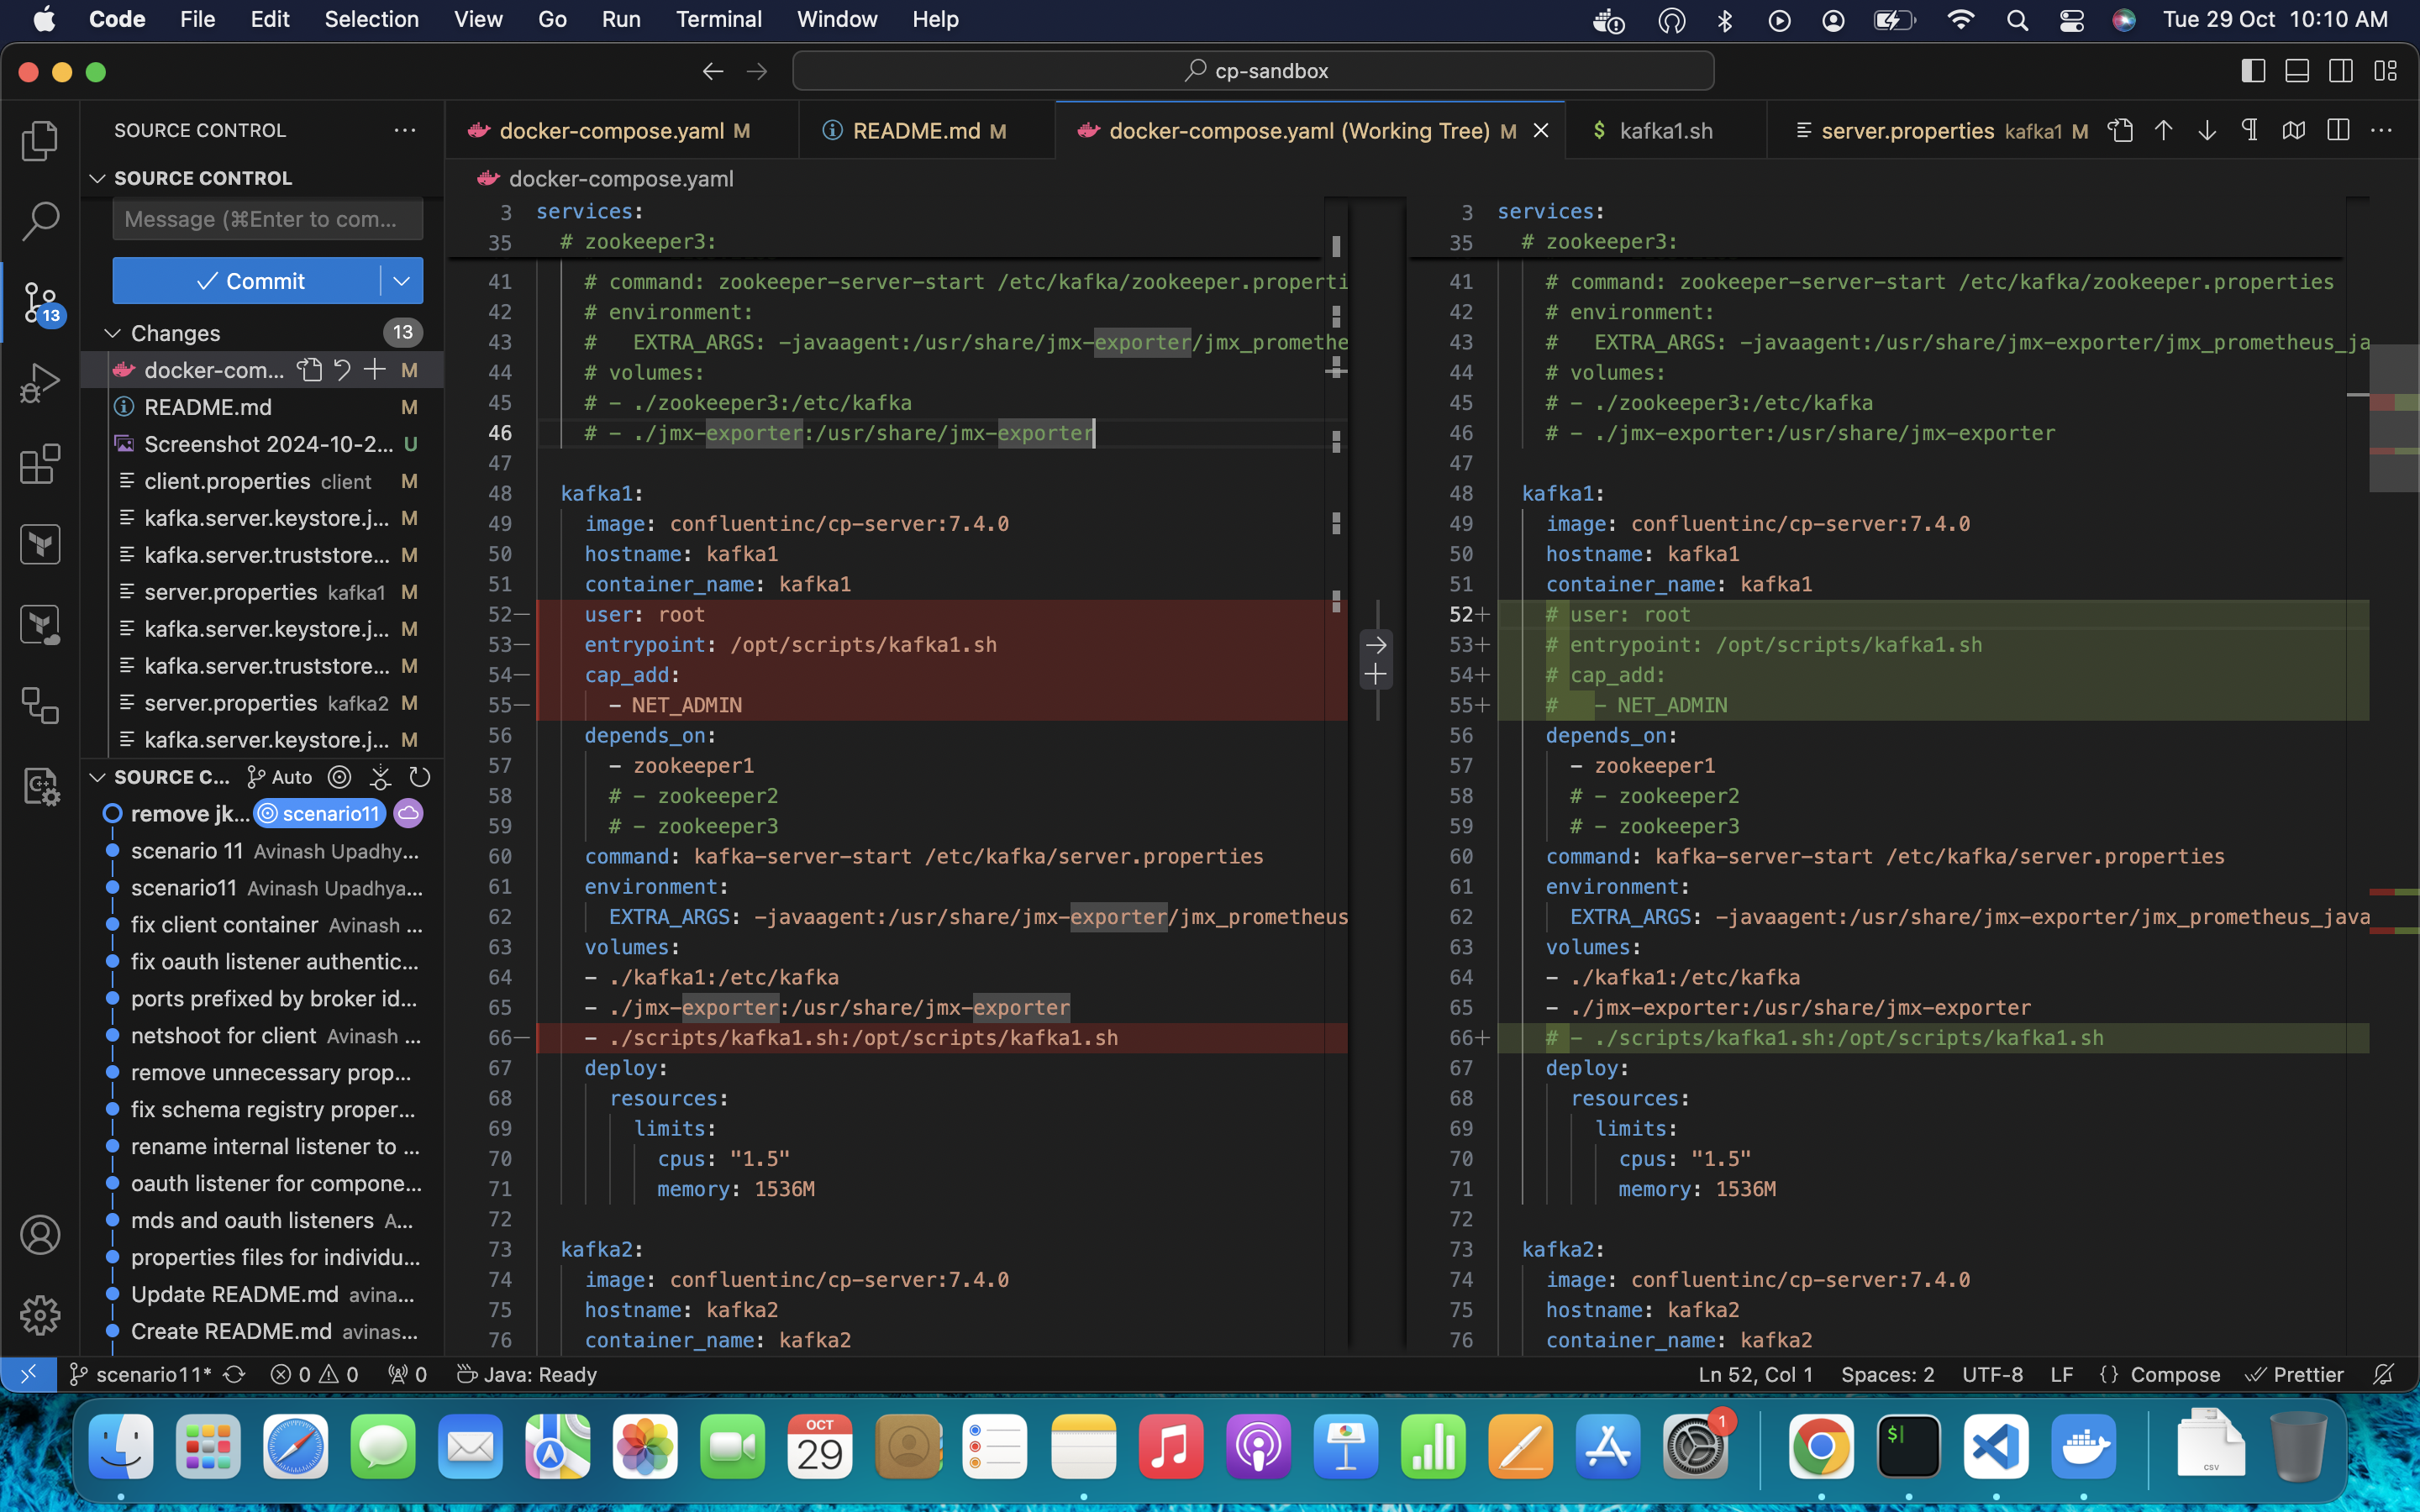 Code File Edit Selection View Go Run Terminal Window Help Tue 29 Oct 10:10 AM
cp-sandbox
SOURCE CONTROL
docker-compose.yaml M
README.md M
docker-compose.yaml (Working Tree) M
kafka1.sh
server.properties kafka1 M
SOURCE CONTROL
Message (⌘Enter to com...
Commit
13
Changes 13
docker-com... M
README.md M
Screenshot 2024-10-2... U
client.properties client M
kafka.server.keystore.j... M
kafka.server.truststore... M
server.properties kafka1 M
kafka.server.keystore.j... M
kafka.server.truststore... M
server.properties kafka2 M
kafka.server.keystore.j... M
SOURCE C... Auto
remove jk... scenario11
scenario 11 Avinash Upadhy...
scenario11 Avinash Upadhya...
fix client container Avinash ...
fix oauth listener authentic...
ports prefixed by broker id...
netshoot for client Avinash ...
remove unnecessary prop...
fix schema registry proper...
rename internal listener to ...
oauth listener for compone...
mds and oauth listeners A...
properties files for individu...
Update README.md avina...
Create README.md avinas...
docker-compose.yaml
3 services:
35 # zookeeper3:
41 # command: zookeeper-server-start /etc/kafka/zookeeper.properti
42 # environment:
43 #   EXTRA_ARGS: -javaagent:/usr/share/jmx-exporter/jmx_promethe
44 # volumes:
45 # - ./zookeeper3:/etc/kafka
46 # - ./jmx-exporter:/usr/share/jmx-exporter
47
48 kafka1:
49 image: confluentinc/cp-server:7.4.0
50 hostname: kafka1
51 container_name: kafka1
52- user: root
53- entrypoint: /opt/scripts/kafka1.sh
54- cap_add:
55- - NET_ADMIN
56 depends_on:
57 - zookeeper1
58 # - zookeeper2
59 # - zookeeper3
60 command: kafka-server-start /etc/kafka/server.properties
61 environment:
62 EXTRA_ARGS: -javaagent:/usr/share/jmx-exporter/jmx_prometheus
63 volumes:
64 - ./kafka1:/etc/kafka
65 - ./jmx-exporter:/usr/share/jmx-exporter
66- - ./scripts/kafka1.sh:/opt/scripts/kafka1.sh
67 deploy:
68 resources:
69 limits:
70 cpus: "1.5"
71 memory: 1536M
72
73 kafka2:
74 image: confluentinc/cp-server:7.4.0
75 hostname: kafka2
76 container_name: kafka2
3 services:
35 # zookeeper3:
41 # command: zookeeper-server-start /etc/kafka/zookeeper.properties
42 # environment:
43 #   EXTRA_ARGS: -javaagent:/usr/share/jmx-exporter/jmx_prometheus_ja
44 # volumes:
45 # - ./zookeeper3:/etc/kafka
46 # - ./jmx-exporter:/usr/share/jmx-exporter
47
48 kafka1:
49 image: confluentinc/cp-server:7.4.0
50 hostname: kafka1
51 container_name: kafka1
52+ # user: root
53+ # entrypoint: /opt/scripts/kafka1.sh
54+ # cap_add:
55+ #   - NET_ADMIN
56 depends_on:
57 - zookeeper1
58 # - zookeeper2
59 # - zookeeper3
60 command: kafka-server-start /etc/kafka/server.properties
61 environment:
62 EXTRA_ARGS: -javaagent:/usr/share/jmx-exporter/jmx_prometheus_java
63 volumes:
64 - ./kafka1:/etc/kafka
65 - ./jmx-exporter:/usr/share/jmx-exporter
66+ # - ./scripts/kafka1.sh:/opt/scripts/kafka1.sh
67 deploy:
68 resources:
69 limits:
70 cpus: "1.5"
71 memory: 1536M
72
73 kafka2:
74 image: confluentinc/cp-server:7.4.0
75 hostname: kafka2
76 container_name: kafka2
scenario11* 0 0 0 Java: Ready Ln 52, Col 1 Spaces: 2 UTF-8 LF {} Compose Prettier
OCT
29
1
$
csv